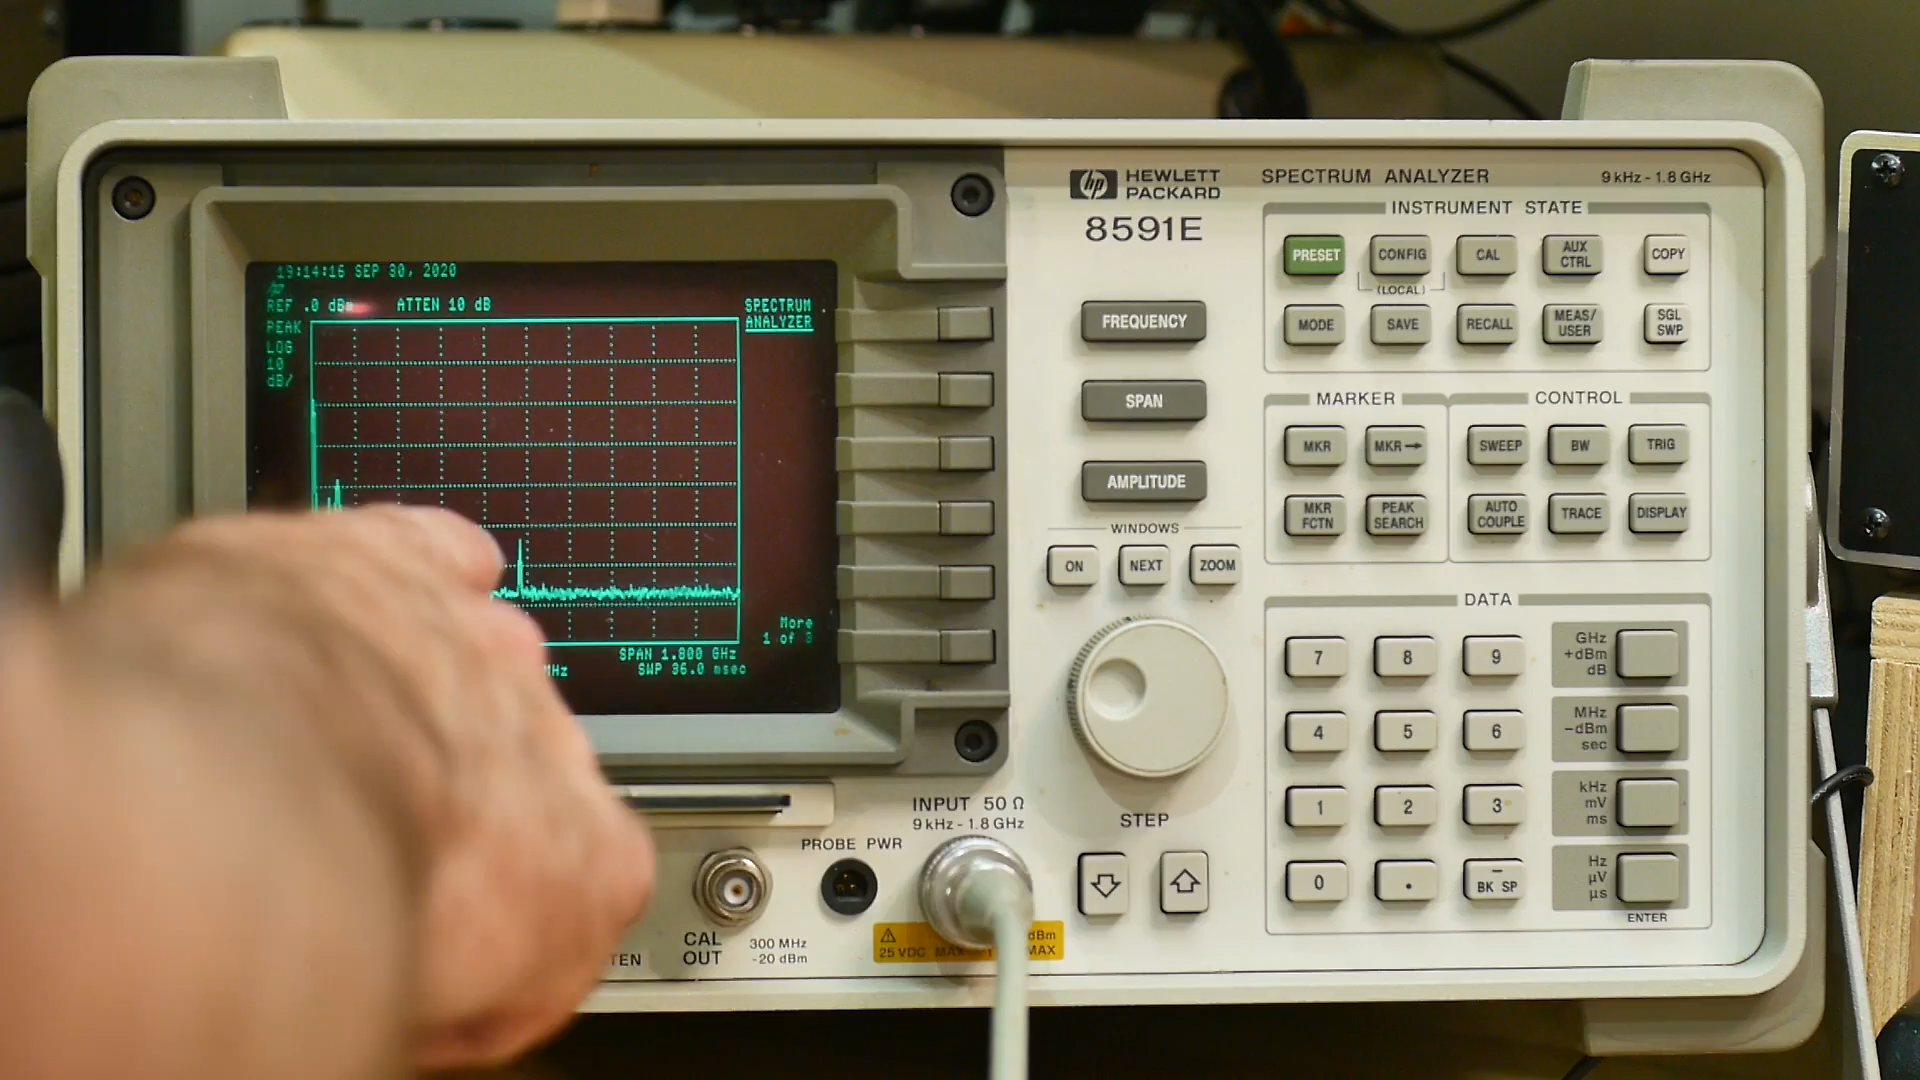 19:14:16 SEP 30, 2020
hp
REF .0 dBm ATTEN 10 dB
PEAK
LOG
10
dB/
SPECTRUM
ANALYZER
More
1 of 3
SPAN 1.800 GHz
SWP 36.0 msec
hp HEWLETT
PACKARD
8591E
SPECTRUM ANALYZER
9 kHz - 1.8 GHz
INSTRUMENT STATE
PRESET
CONFIG
CAL
AUX
CTRL
COPY
(LOCAL)
MODE
SAVE
RECALL
MEAS/
USER
SGL
SWP
FREQUENCY
SPAN
AMPLITUDE
WINDOWS
ON
NEXT
ZOOM
MARKER
MKR
MKR→
MKR
FCTN
PEAK
SEARCH
CONTROL
SWEEP
BW
TRIG
AUTO
COUPLE
TRACE
DISPLAY
DATA
7
8
9
GHz
+dBm
dB
4
5
6
MHz
-dBm
sec
1
2
3
kHz
mV
ms
0
.
–
BK SP
Hz
µV
µs
ENTER
STEP
INPUT 50 Ω
9 kHz - 1.8 GHz
PROBE PWR
CAL
OUT
300 MHz
-20 dBm
25 VDC MAX
dBm
MAX